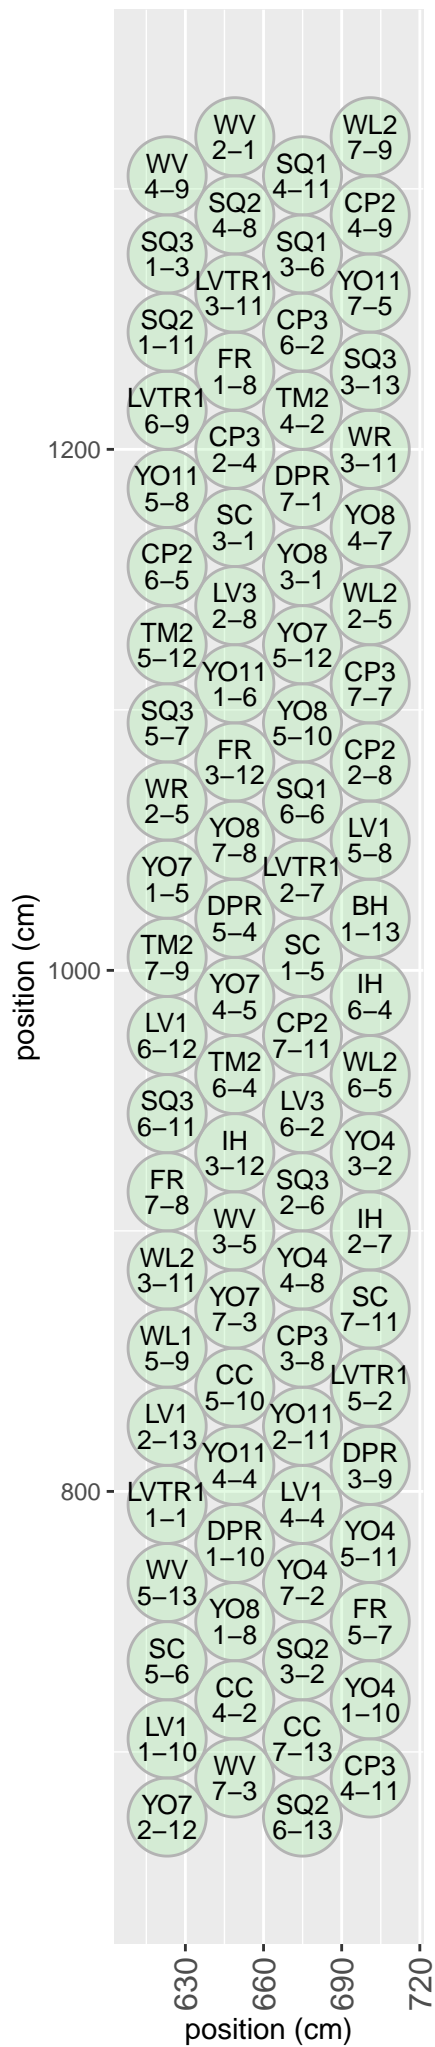 WV
2–1
WL2
7–9
WV
4–9
SQ1
4–11
SQ2
4–8
CP2
4–9
SQ3
1–3
SQ1
3–6
LVTR1
3–11
YO11
7–5
SQ2
1–11
CP3
6–2
FR
1–8
SQ3
3–13
LVTR1
6–9
TM2
4–2
CP3
2–4
WR
3–11
1200
YO11
5–8
DPR
7–1
SC
3–1
YO8
4–7
CP2
6–5
YO8
3–1
LV3
2–8
WL2
2–5
TM2
5–12
YO7
5–12
YO11
1–6
CP3
7–7
SQ3
5–7
YO8
5–10
FR
3–12
CP2
2–8
WR
2–5
SQ1
6–6
YO8
7–8
LV1
5–8
YO7
1–5
LVTR1
2–7
DPR
5–4
BH
1–13
TM2
7–9
SC
1–5
1000
YO7
4–5
IH
6–4
LV1
6–12
CP2
7–11
TM2
6–4
WL2
6–5
SQ3
6–11
LV3
6–2
IH
3–12
YO4
3–2
FR
7–8
SQ3
2–6
WV
3–5
IH
2–7
WL2
3–11
YO4
4–8
YO7
7–3
SC
7–11
WL1
5–9
CP3
3–8
CC
5–10
LVTR1
5–2
LV1
2–13
YO11
2–11
YO11
4–4
DPR
3–9
LVTR1
1–1
LV1
4–4
800
DPR
1–10
YO4
5–11
WV
5–13
YO4
7–2
YO8
1–8
FR
5–7
SC
5–6
SQ2
3–2
CC
4–2
YO4
1–10
LV1
1–10
CC
7–13
WV
7–3
CP3
4–11
YO7
2–12
SQ2
6–13
position (cm)
630
660
690
720
position (cm)